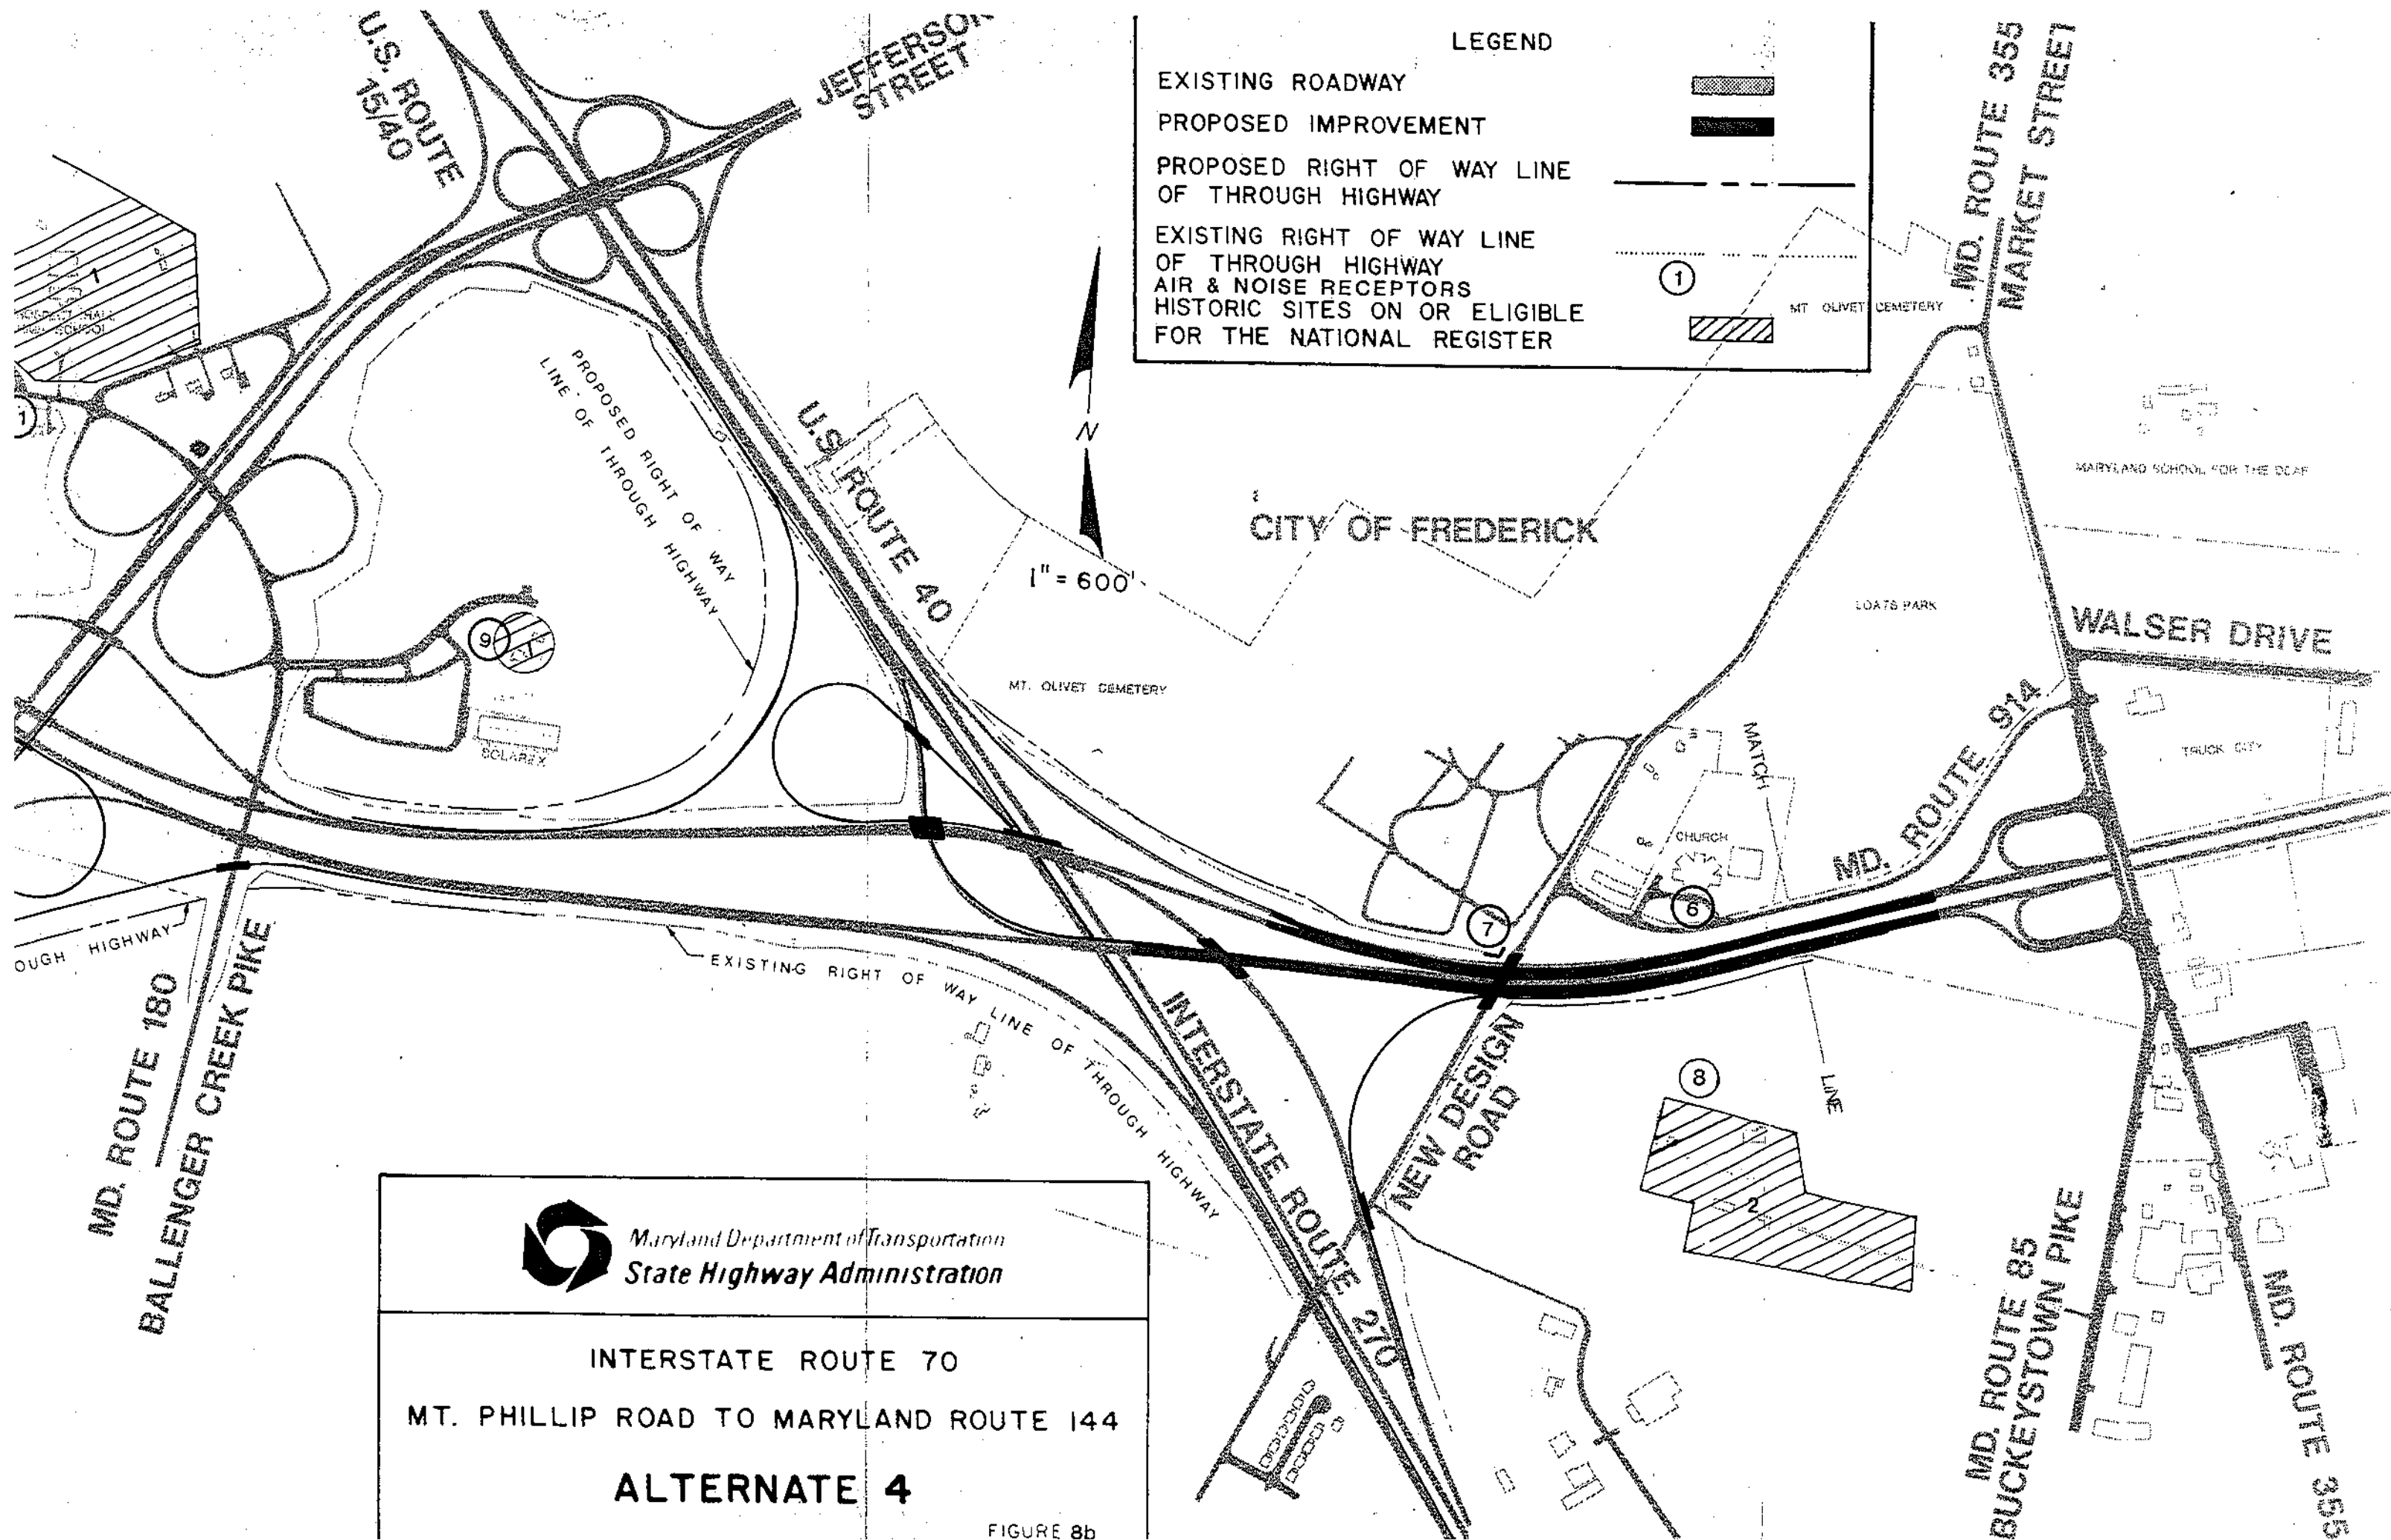 U.S. ROUTE
15/40
JEFFERSON
STREET
LEGEND
EXISTING ROADWAY
PROPOSED IMPROVEMENT
PROPOSED RIGHT OF WAY LINE
OF THROUGH HIGHWAY
EXISTING RIGHT OF WAY LINE
OF THROUGH HIGHWAY
AIR & NOISE RECEPTORS
1
HISTORIC SITES ON OR ELIGIBLE
FOR THE NATIONAL REGISTER
MD. ROUTE 355
MARKET STREET
MT OLIVET CEMETERY
1
SCHOOL
1
PROPOSED RIGHT OF WAY
LINE OF THROUGH HIGHWAY
U.S. ROUTE 40
N
1" = 600'
CITY OF FREDERICK
MARYLAND SCHOOL FOR THE DEAF
LOATS PARK
WALSER DRIVE
9
SOLAREX
MT. OLIVET CEMETERY
MATCH
MD. ROUTE 914
TRUCK CITY
CHURCH
6
7
OUGH HIGHWAY
EXISTING RIGHT OF WAY LINE OF THROUGH HIGHWAY
MD. ROUTE 180
BALLENGER CREEK PIKE
INTERSTATE ROUTE 270
NEW DESIGN
ROAD
8
LINE
2
MD. ROUTE 85
BUCKEYSTOWN PIKE
MD. ROUTE 355
Maryland Department of Transportation
State Highway Administration
INTERSTATE ROUTE 70
MT. PHILLIP ROAD TO MARYLAND ROUTE 144
ALTERNATE 4
FIGURE 8b